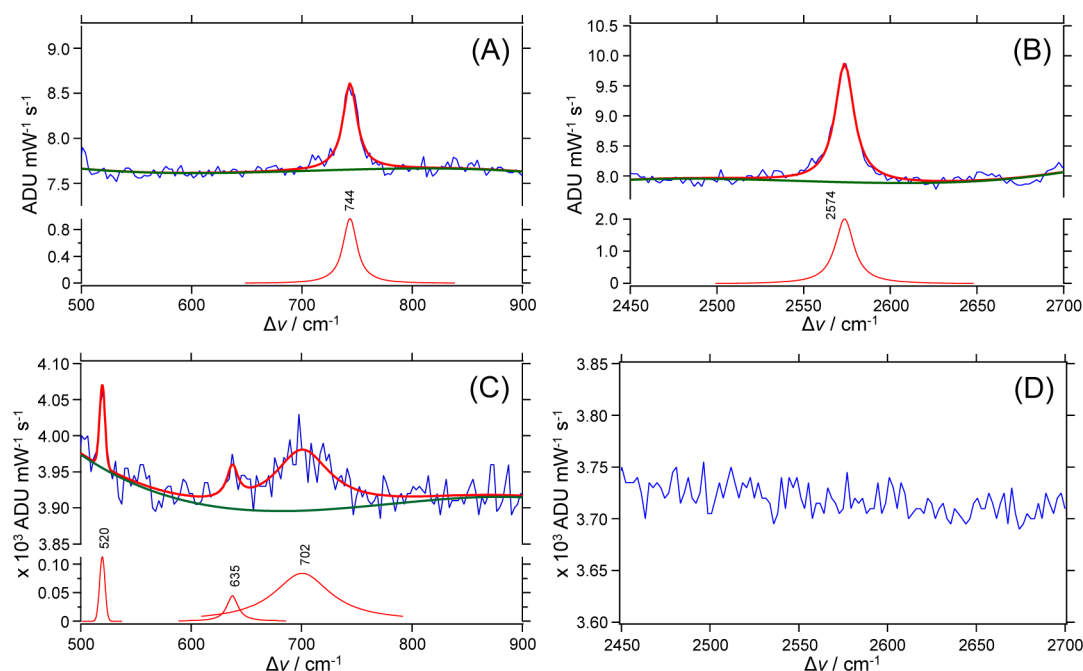 (A)
ADU mW⁻¹ s⁻¹
9.0
8.5
8.0
7.5
744
0.8
0.4
0
500 600 700 800 900
Δν / cm⁻¹
(B)
ADU mW⁻¹ s⁻¹
10.5
10.0
9.5
9.0
8.5
8.0
2574
2.0
1.0
0
2450 2500 2550 2600 2650 2700
Δν / cm⁻¹
(C)
x 10³ ADU mW⁻¹ s⁻¹
4.10
4.05
4.00
3.95
3.90
3.85
520
635
702
0.10
0.05
0
500 600 700 800 900
Δν / cm⁻¹
(D)
x 10³ ADU mW⁻¹ s⁻¹
3.85
3.80
3.75
3.70
3.65
3.60
2450 2500 2550 2600 2650 2700
Δν / cm⁻¹